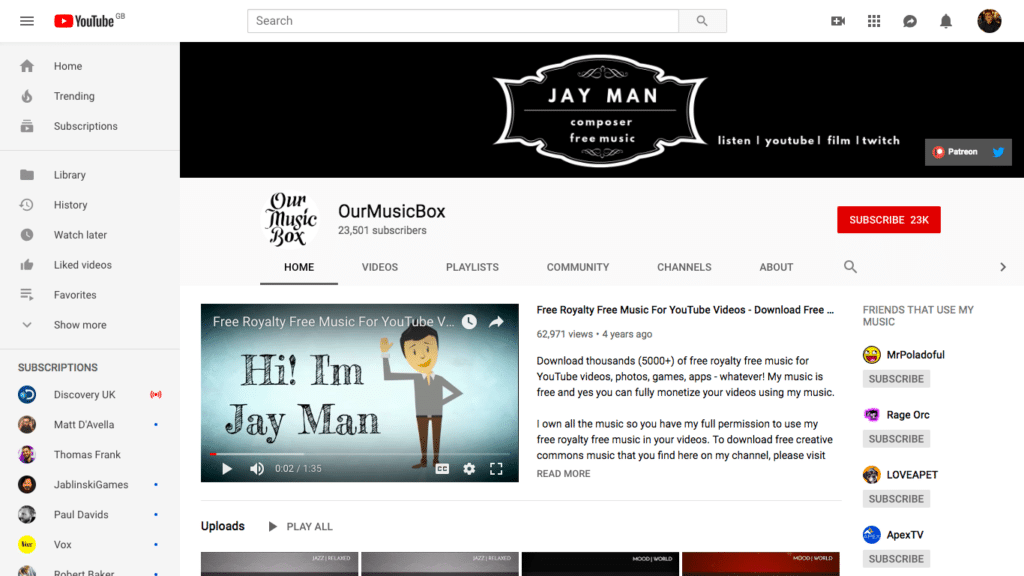 YouTube GB
Search
Home
Trending
Subscriptions
Library
History
Watch later
Liked videos
Favorites
Show more
SUBSCRIPTIONS
Discovery UK
Matt D'Avella
Thomas Frank
JablinskiGames
Paul Davids
Vox
Robert Baker
JAY MAN
composer
free music
listen | youtube | film | twitch
Patreon
Our
Music
Box
OurMusicBox
23,501 subscribers
SUBSCRIBE 23K
HOME VIDEOS PLAYLISTS COMMUNITY CHANNELS ABOUT
Free Royalty Free Music For YouTube V...
Hi! I'm
Jay Man
0:02 / 1:35
CC
Free Royalty Free Music For YouTube Videos - Download Free ...
62,971 views • 4 years ago
Download thousands (5000+) of free royalty free music for
YouTube videos, photos, games, apps - whatever! My music is
free and yes you can fully monetize your videos using my music.
I own all the music so you have my full permission to use my
free royalty free music in your videos. To download free creative
commons music that you find here on my channel, please visit
READ MORE
FRIENDS THAT USE MY
MUSIC
MrPoladoful
SUBSCRIBE
Rage Orc
SUBSCRIBE
LOVEAPET
SUBSCRIBE
ApexTV
SUBSCRIBE
Uploads PLAY ALL
JAZZ | RELAXED
JAZZ | RELAXED
MOOD | WORLD
MOOD | WORLD